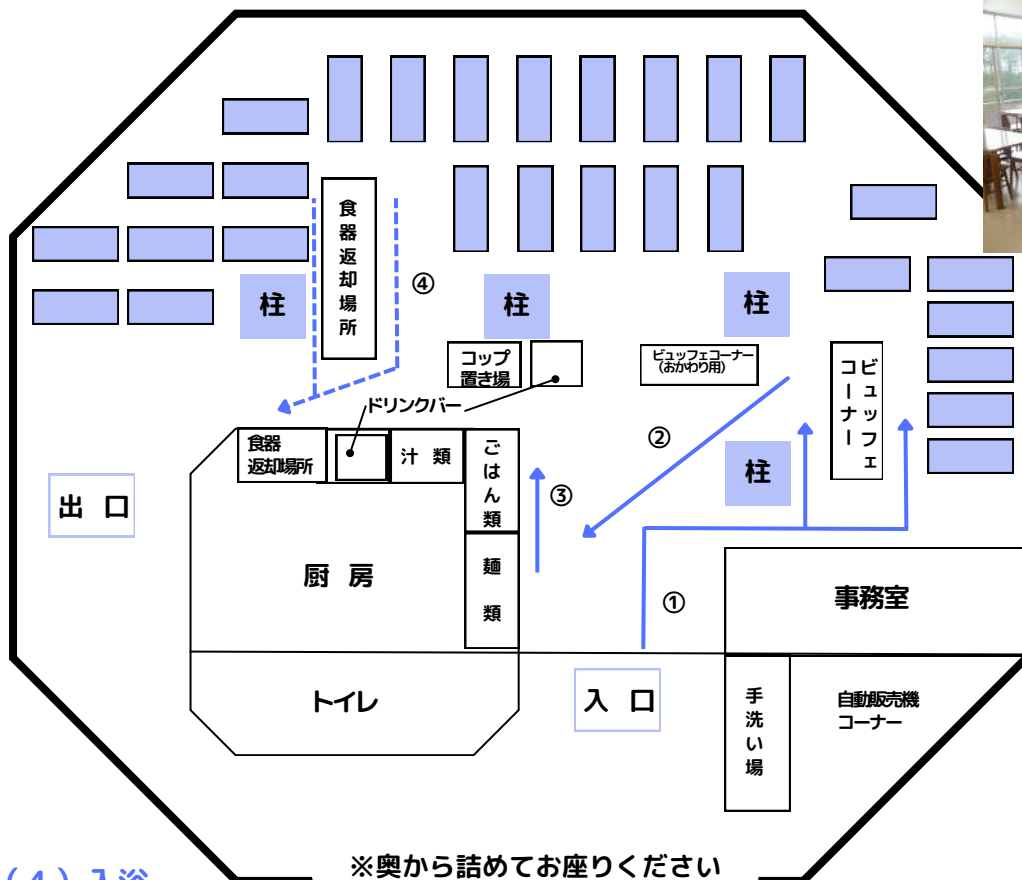 食器返却場所
④
柱
柱
柱
コップ
置き場
ビュッフェコーナー
(おかわり用)
ビュッフェ
コーナー
ドリンクバー
②
柱
食器
返却場所
汁 類
ごはん類
③
出 口
厨 房
麺 類
①
事務室
トイレ
入 口
手洗い場
自動販売機
コーナー
※奥から詰めてお座りください
(4)入浴